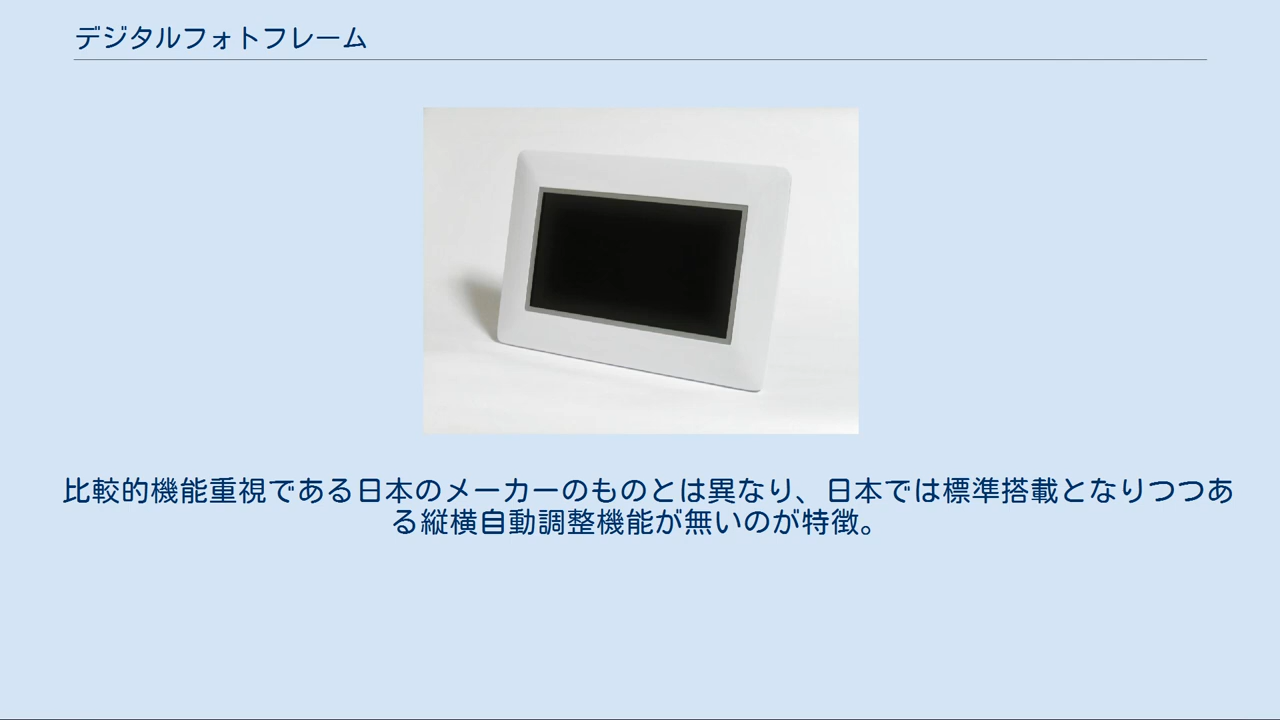 デジタルフォトフレーム
比較的機能重視である日本のメーカーのものとは異なり、日本では標準搭載となりつつあ
る縦横自動調整機能が無いのが特徴。